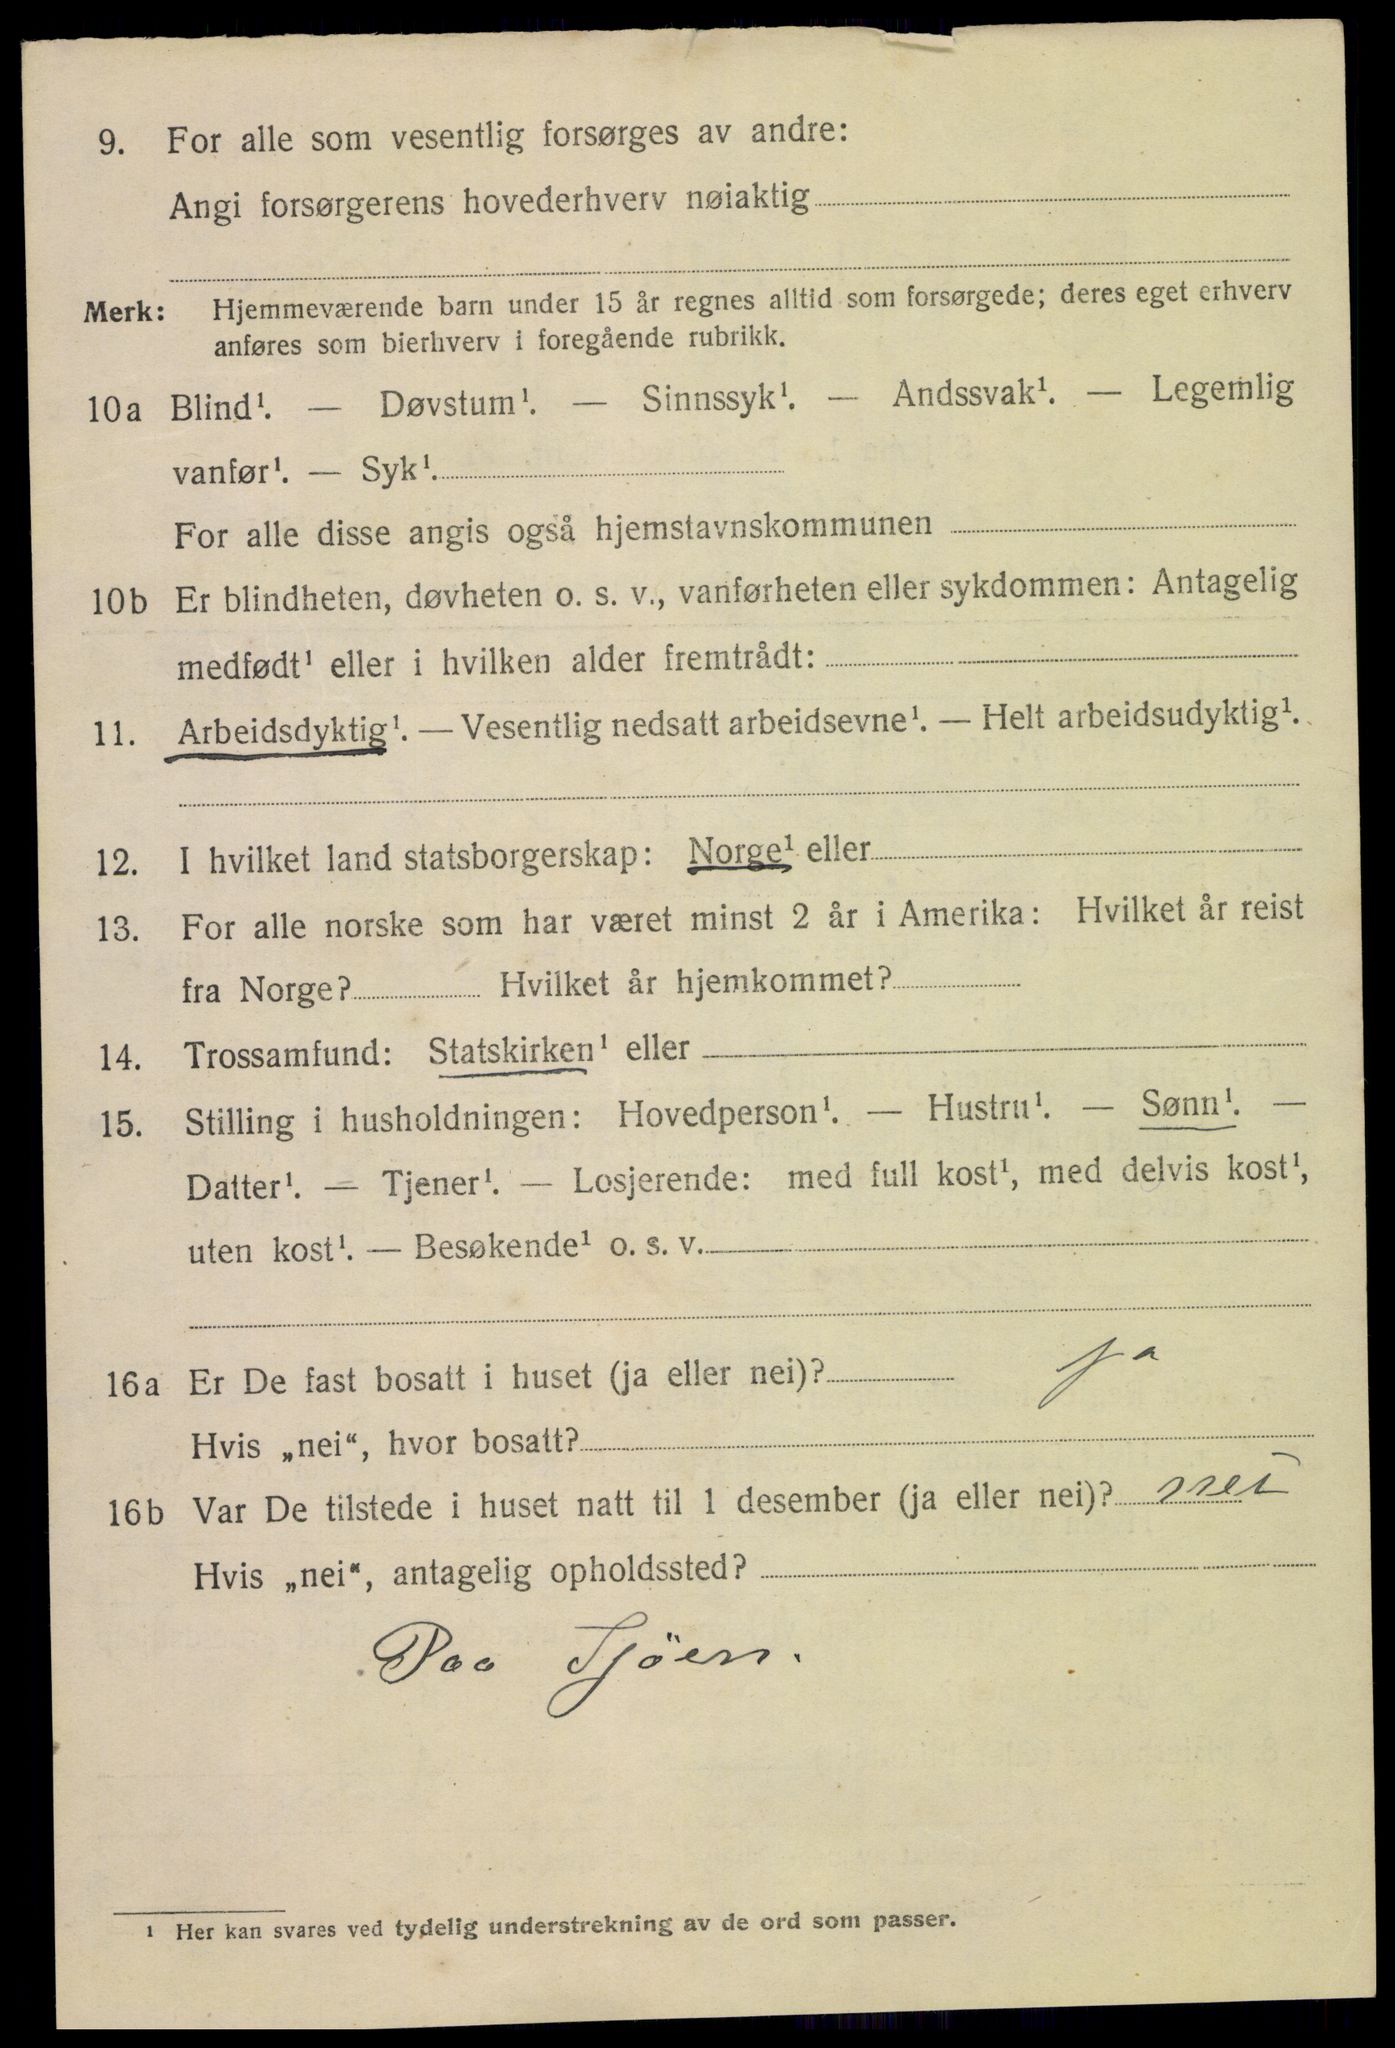 9. For alle som vesentlig forsørges av andre:
Angi forsørgerens hovederhverv nøiaktig
Merk: Hjemmeværende barn under 15 år regnes alltid som forsørgede; deres eget erhverv
anføres som bierhverv i foregående rubrikk.
10a Blind¹. — Døvstum¹. — Sinnssyk¹. — Andssvak¹. — Legemlig
vanfør¹. — Syk¹.
For alle disse angis også hjemstavnskommunen
10b Er blindheten, døvheten o. s. v., vanførheten eller sykdommen: Antagelig
medfødt¹ eller i hvilken alder fremtrådt:
11. Arbeidsdyktig¹. — Vesentlig nedsatt arbeidsevne¹. — Helt arbeidsudyktig¹.
12. I hvilket land statsborgerskap: Norge¹ eller
13. For alle norske som har været minst 2 år i Amerika: Hvilket år reist
fra Norge? Hvilket år hjemkommet?
14. Trossamfund: Statskirken¹ eller
15. Stilling i husholdningen: Hovedperson¹. — Hustru¹. — Sønn¹. —
Datter¹. — Tjener¹. — Losjerende: med full kost¹, med delvis kost¹,
uten kost¹. — Besøkende¹ o. s. v.
16a Er De fast bosatt i huset (ja eller nei)? ja
Hvis „nei“, hvor bosatt?
16b Var De tilstede i huset natt til 1 desember (ja eller nei)? nei
Hvis „nei“, antagelig opholdssted?
Paa Sjöen.
¹ Her kan svares ved tydelig understrekning av de ord som passer.